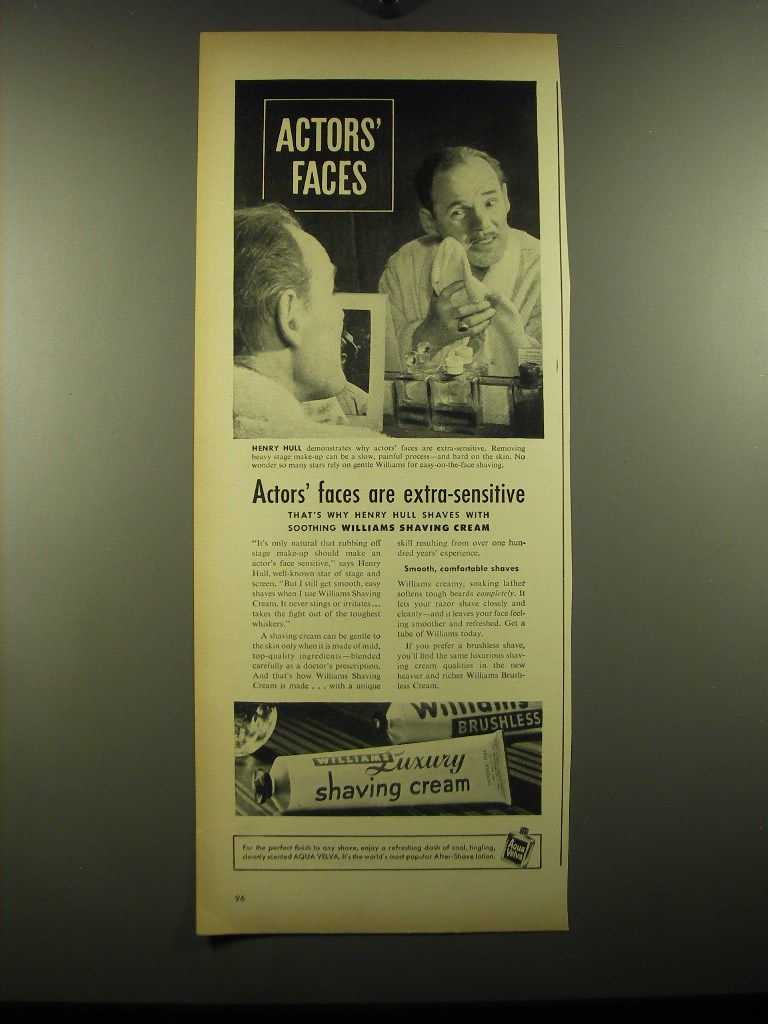 ACTORS'
FACES
HENRY HULL demonstrates why actors' faces are extra-sensitive. Removing
heavy stage make-up can be a slow, painful process—and hard on the skin. No
wonder so many stars rely on gentle Williams for easy-on-the-face shaving.
Actors' faces are extra-sensitive
THAT'S WHY HENRY HULL SHAVES WITH
SOOTHING WILLIAMS SHAVING CREAM
"It's only natural that rubbing off
stage make-up should make an
actor's face sensitive," says Henry
Hull, well-known star of stage and
screen. "But I still get smooth, easy
shaves when I use Williams Shaving
Cream. It never stings or irritates...
takes the fight out of the toughest
whiskers."
A shaving cream can be gentle to
the skin only when it is made of mild,
top-quality ingredients—blended
carefully as a doctor's prescription.
And that's how Williams Shaving
Cream is made . . . with a unique
skill resulting from over one hun-
dred years' experience.
Smooth, comfortable shaves
Williams creamy, soaking lather
softens tough beards completely. It
lets your razor shave closely and
cleanly—and it leaves your face feel-
ing smoother and refreshed. Get a
tube of Williams today.
If you prefer a brushless shave,
you'll find the same luxurious shav-
ing cream qualities in the new
heavier and richer Williams Brush-
less Cream.
Williams
BRUSHLESS
WILLIAMS Luxury
shaving cream
For the perfect finish to any shave, enjoy a refreshing dash of cool, tingling,
cleanly scented AQUA VELVA. It's the world's most popular After-Shave lotion.
Aqua
Velva
96